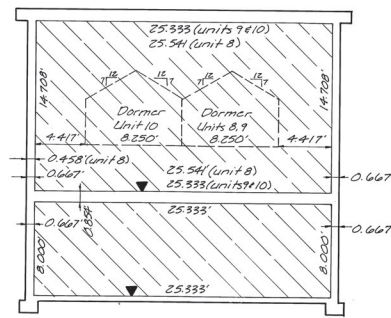 25.333 (units 9 & 10)
25.541 (unit 8)
12 12
7 7 7 7
14.708' 14.708'
Dormer Dormer
Unit 10 Units 8,9
4.417' 8.250' 8.250' 4.417'
0.458' (unit 8)
0.667' 25.541' (unit 8) 0.667
25.333 (units 9 & 10)
0.854'
25.333'
0.667' 0.667
8.000' 8.000'
25.333'